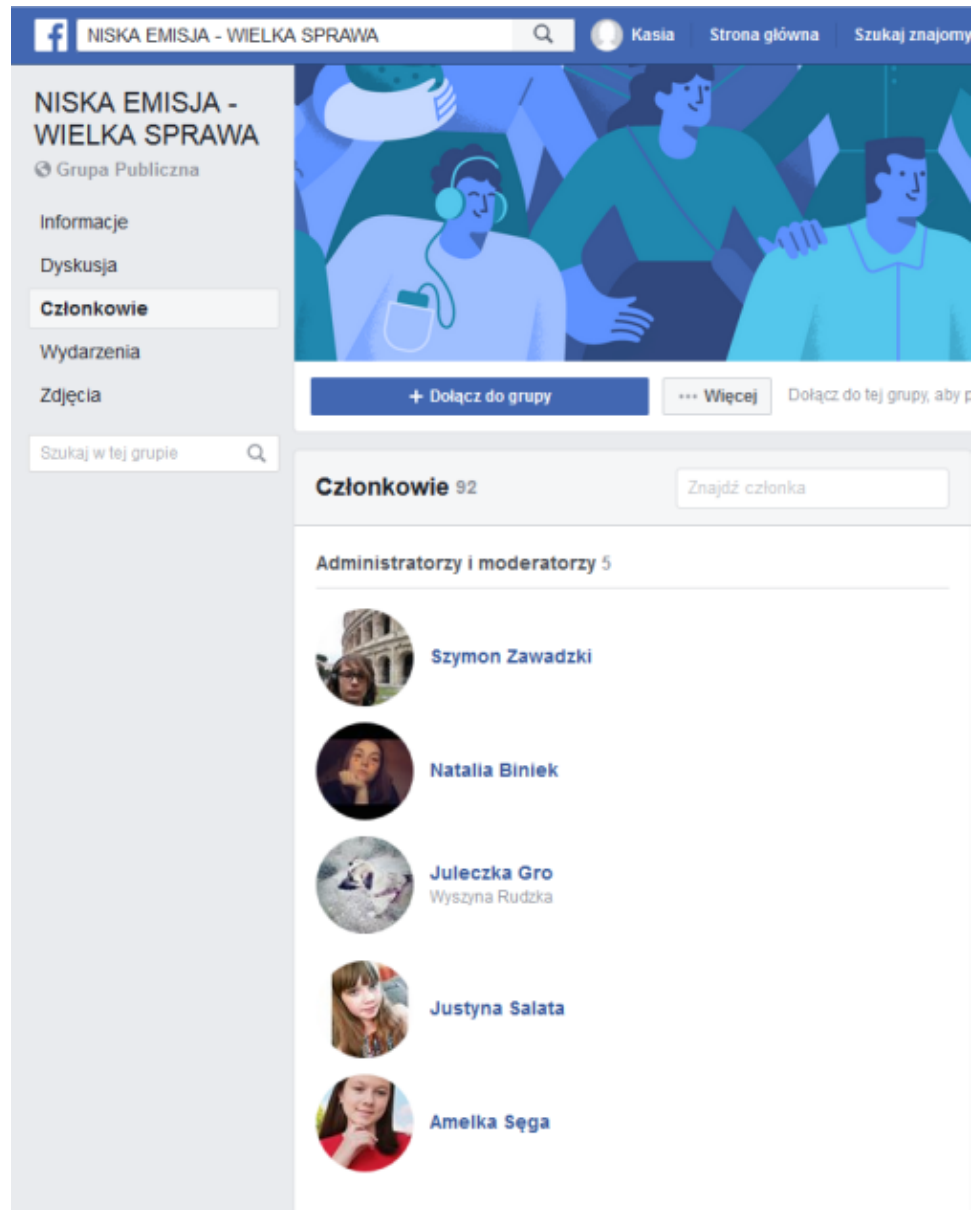 f NISKA EMISJA - WIELKA SPRAWA Kasia Strona główna Szukaj znajomy
NISKA EMISJA -
WIELKA SPRAWA
Grupa Publiczna
Informacje
Dyskusja
Członkowie
Wydarzenia
Zdjęcia
Szukaj w tej grupie
+ Dołącz do grupy ••• Więcej Dołącz do tej grupy, aby p
Członkowie 92 Znajdź członka
Administratorzy i moderatorzy 5
Szymon Zawadzki
Natalia Biniek
Juleczka Gro
Wyszyna Rudzka
Justyna Salata
Amelka Sęga